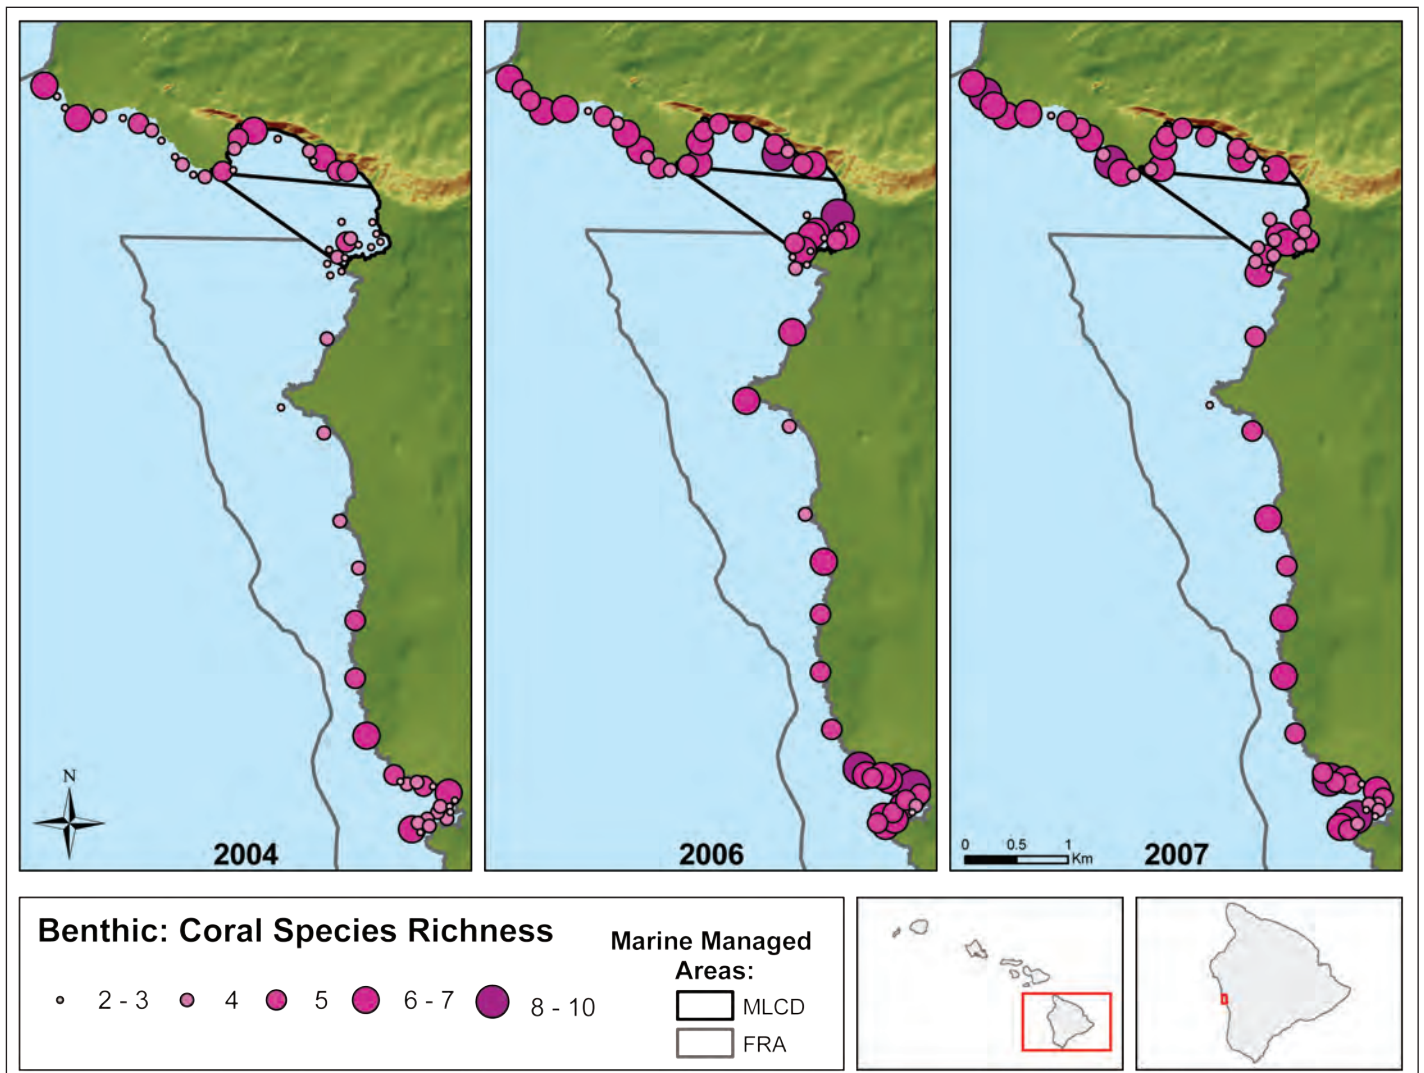 N
2004
2006
0 0.5 1
Km
2007
Benthic: Coral Species Richness
2 - 3
4
5
6 - 7
8 - 10
Marine Managed
Areas:
MLCD
FRA